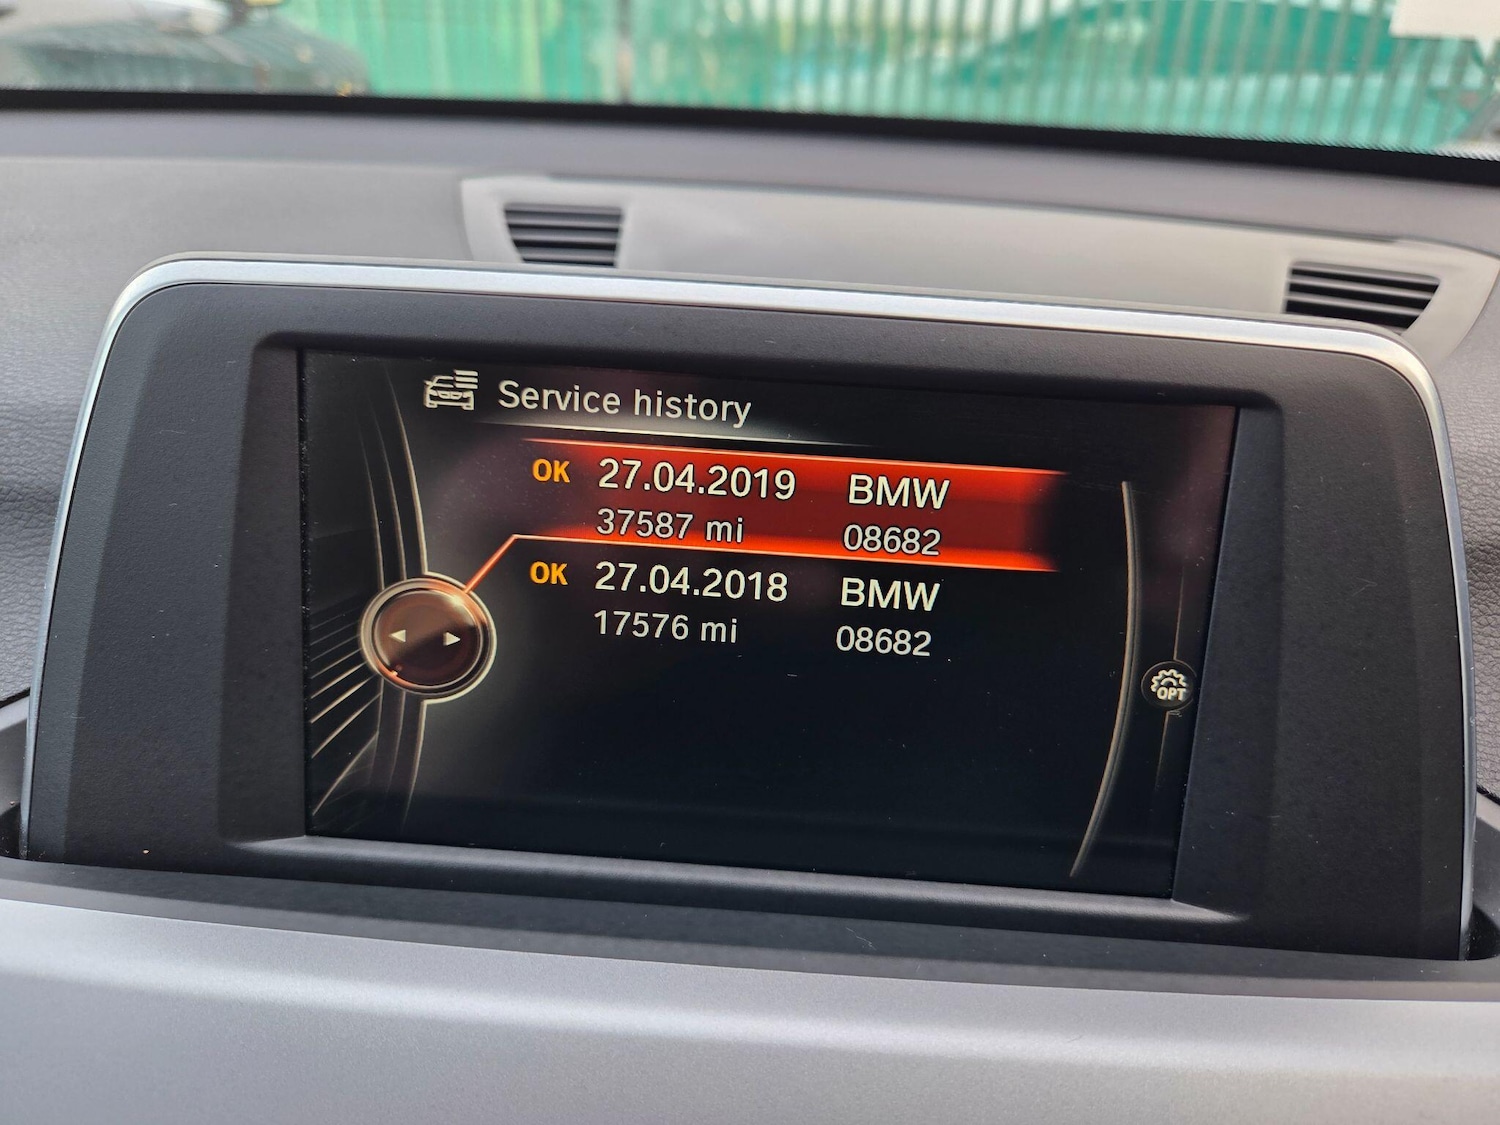 Service history
OK 27.04.2019 BMW
37587 mi 08682
OK 27.04.2018 BMW
17576 mi 08682
OPT